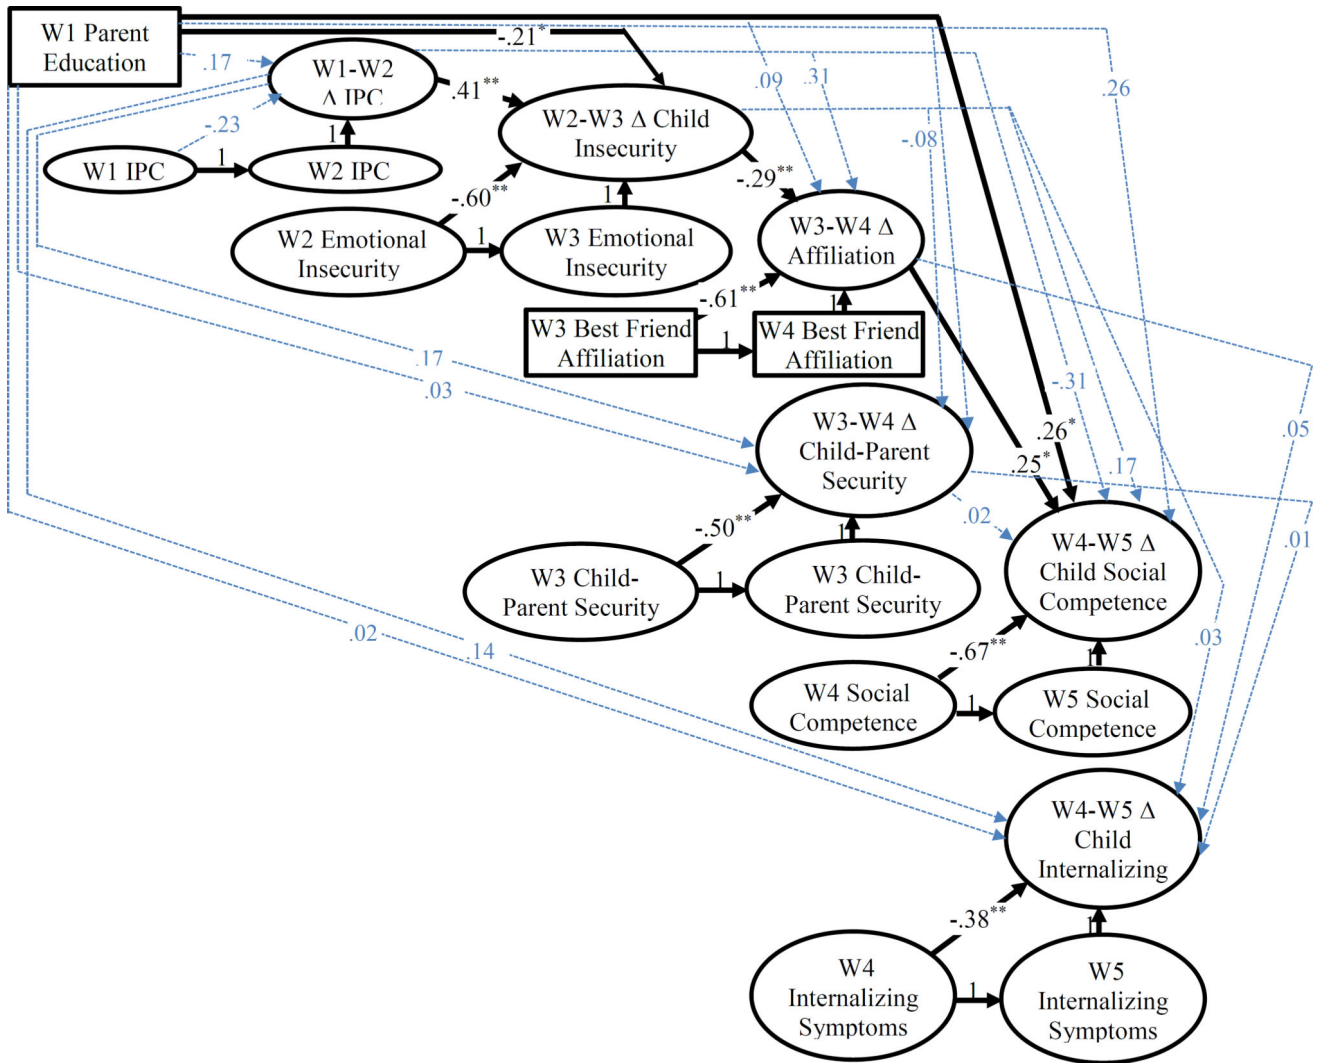 W1 Parent
Education
-.21*
.17
W1-W2
Δ IPC
.41**
.09
.31
.26
-.23
1
W2-W3 Δ Child
Insecurity
-.08
W1 IPC
1
W2 IPC
-.29**
-.60**
1
W2 Emotional
Insecurity
1
W3 Emotional
Insecurity
W3-W4 Δ
Affiliation
-.61**
1
W3 Best Friend
Affiliation
1
W4 Best Friend
Affiliation
.17
.03
-.31
.26*
.05
W3-W4 Δ
Child-Parent
Security
.25*
.17
.02
.01
-.50**
1
W3 Child-
Parent Security
1
W3 Child-
Parent Security
W4-W5 Δ
Child Social
Competence
.02
.14
.03
-.67**
1
W4 Social
Competence
1
W5 Social
Competence
W4-W5 Δ
Child
Internalizing
-.38**
1
W4
Internalizing
Symptoms
1
W5
Internalizing
Symptoms